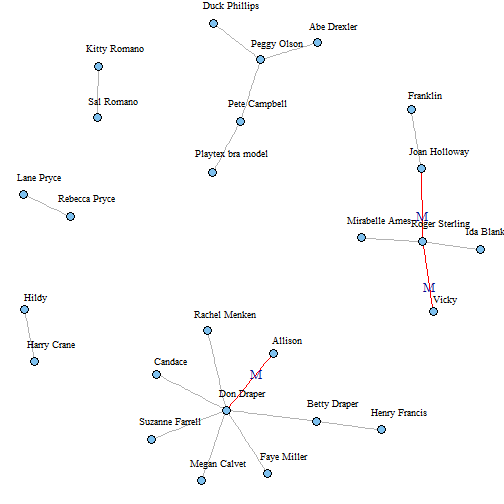 Duck Phillips
Abe Drexler
Peggy Olson
Kitty Romano
Sal Romano
Pete Campbell
Franklin
Playtex bra model
Joan Holloway
Lane Pryce
Rebecca Pryce
M
Mirabelle Ames
Roger Sterling
Ida Blank
M
Vicky
Hildy
Harry Crane
Rachel Menken
Allison
Candace
M
Don Draper
Betty Draper
Henry Francis
Suzanne Farrell
Megan Calvet
Faye Miller